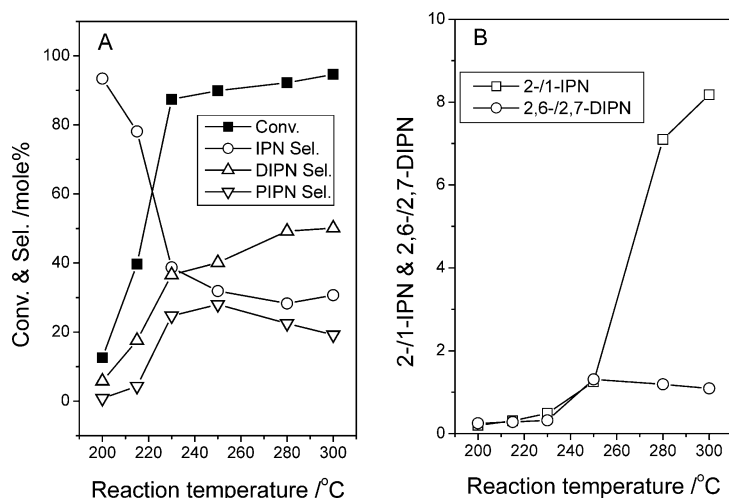 A
100
80
60
40
20
0
Conv. & Sel. /mole%
Conv.
IPN Sel.
DIPN Sel.
PIPN Sel.
200 220 240 260 280 300
Reaction temperature /°C
B
10
8
6
4
2
0
2-/1-IPN & 2,6-/2,7-DIPN
2-/1-IPN
2,6-/2,7-DIPN
200 220 240 260 280 300
Reaction temperature /°C